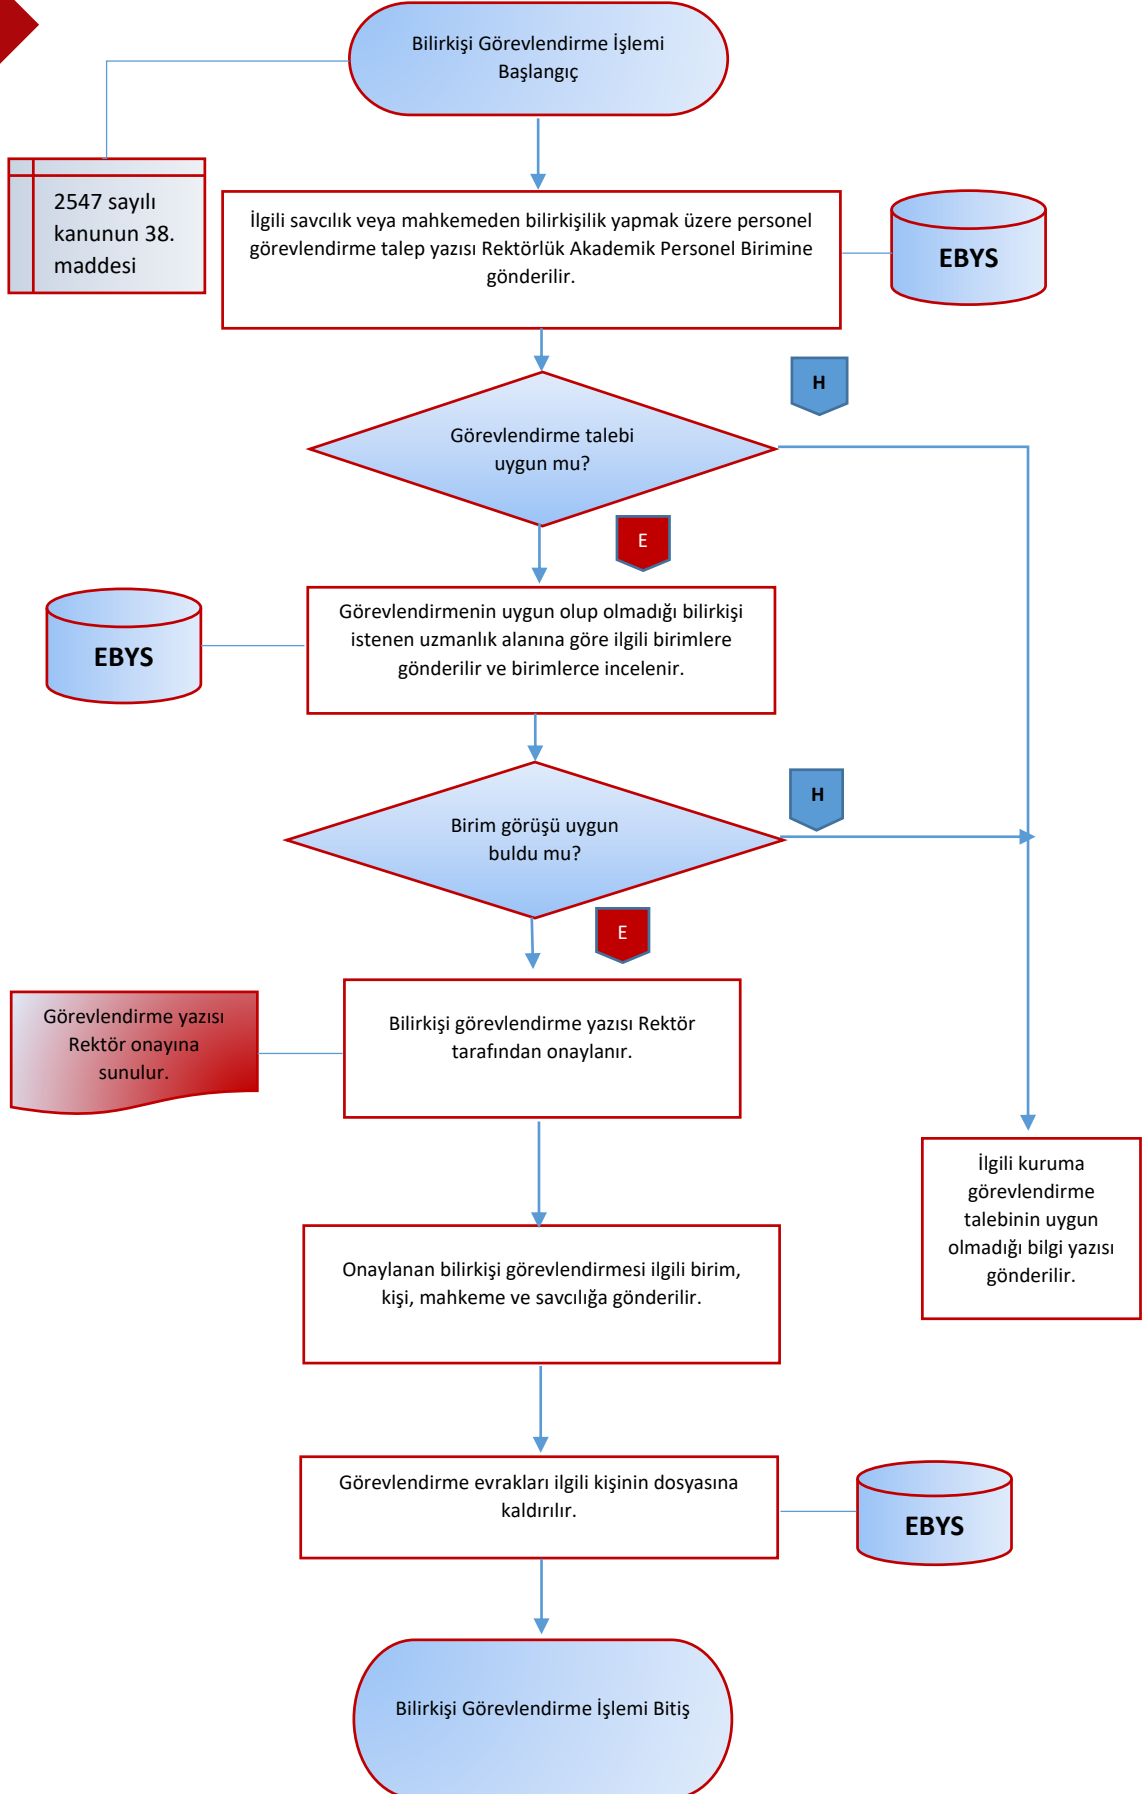 Bilirkişi Görevlendirme İşlemi
Başlangıç
2547 sayılı
kanunun 38.
maddesi
İlgili savcılık veya mahkemeden bilirkişilik yapmak üzere personel
görevlendirme talep yazısı Rektörlük Akademik Personel Birimine
gönderilir.
EBYS
H
Görevlendirme talebi
uygun mu?
E
Görevlendirmenin uygun olup olmadığı bilirkişi
istenen uzmanlık alanına göre ilgili birimlere
gönderilir ve birimlerce incelenir.
EBYS
H
Birim görüşü uygun
buldu mu?
E
Görevlendirme yazısı
Rektör onayına
sunulur.
Bilirkişi görevlendirme yazısı Rektör
tarafından onaylanır.
İlgili kuruma
görevlendirme
talebinin uygun
olmadığı bilgi yazısı
gönderilir.
Onaylanan bilirkişi görevlendirmesi ilgili birim,
kişi, mahkeme ve savcılığa gönderilir.
Görevlendirme evrakları ilgili kişinin dosyasına
kaldırılır.
EBYS
Bilirkişi Görevlendirme İşlemi Bitiş